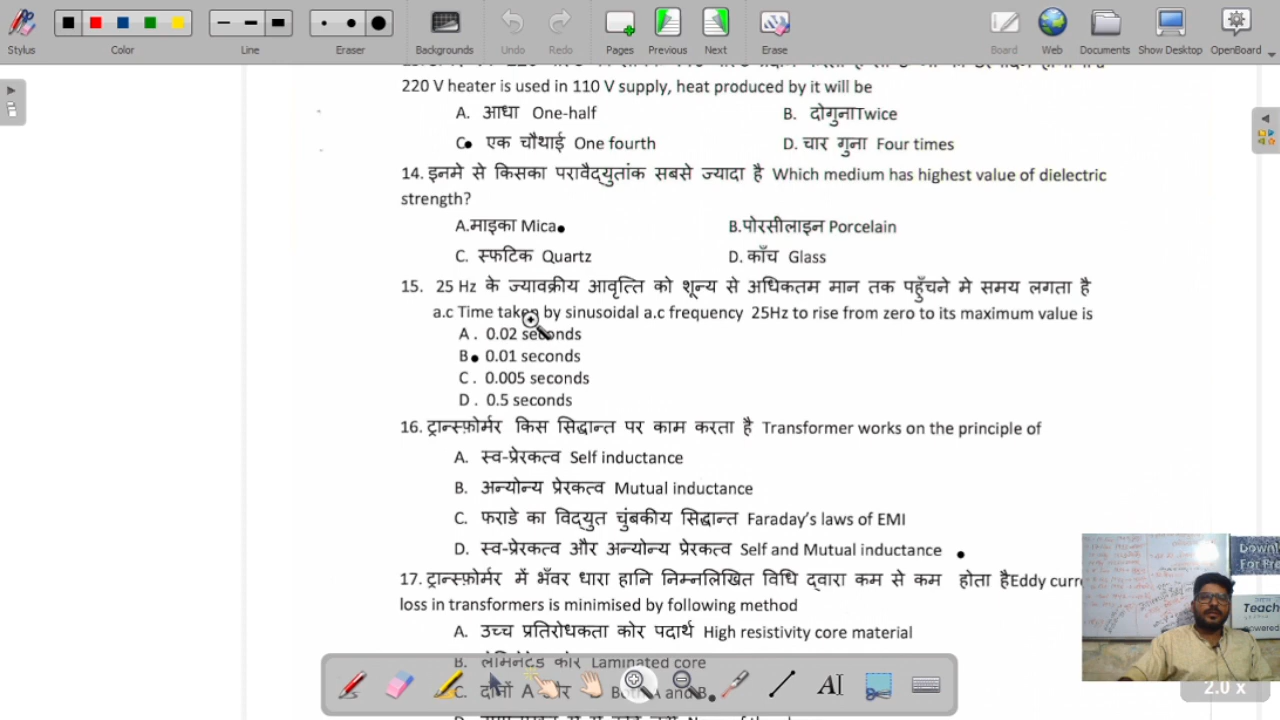 Stylus
Color
Line
Eraser
Backgrounds
Undo
Redo
Pages
Previous
Next
Erase
Board
Web
Documents
Show Desktop
OpenBoard
220 V heater is used in 110 V supply, heat produced by it will be
A. आधा One-half
B. दोगुनाTwice
C. एक चौथाई One fourth
D. चार गुना Four times
14. इनमे से किसका परावैद्युतांक सबसे ज्यादा है Which medium has highest value of dielectric
strength?
A.माइका Mica
B.पोरसीलाइन Porcelain
C. स्फटिक Quartz
D. काँच Glass
15. 25 Hz के ज्यावक्रीय आवृत्ति को शून्य से अधिकतम मान तक पहुँचने मे समय लगता है
a.c Time taken by sinusoidal a.c frequency 25Hz to rise from zero to its maximum value is
A . 0.02 seconds
B 0.01 seconds
C . 0.005 seconds
D . 0.5 seconds
16. ट्रान्स्फ़ोर्मर किस सिद्धान्त पर काम करता है Transformer works on the principle of
A. स्व-प्रेरकत्व Self inductance
B. अन्योन्य प्रेरकत्व Mutual inductance
C. फराडे का विद्युत चुंबकीय सिद्धान्त Faraday's laws of EMI
D. स्व-प्रेरकत्व और अन्योन्य प्रेरकत्व Self and Mutual inductance
17. ट्रान्स्फ़ोर्मर में भँवर धारा हानि निम्नलिखित विधि द्वारा कम से कम होता हैEddy
loss in transformers is minimised by following method
A. उच्च प्रतिरोधकता कोर पदार्थ High resistivity core material
B. Laminated core
C. दोनों A और B Both A and B
Teach
powered
2.0 x